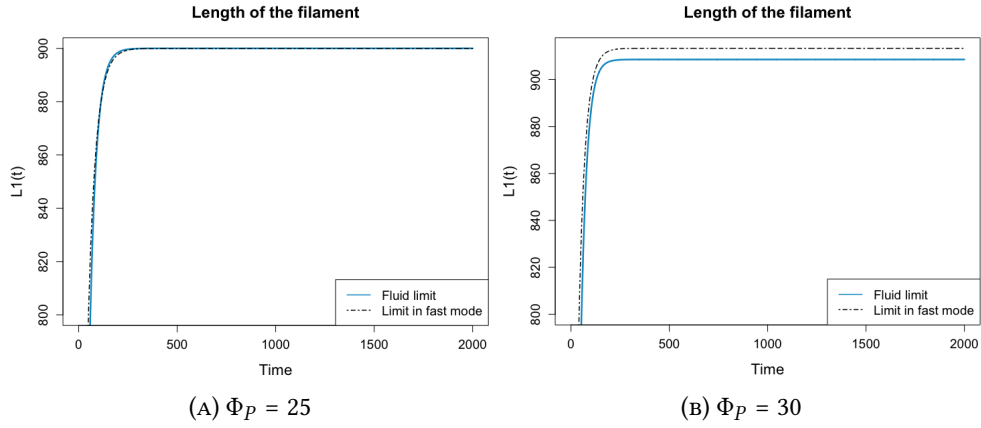 Length of the filament
L1(t)
900
880
860
840
820
800
0 500 1000 1500 2000
Time
Fluid limit
Limit in fast mode
(A) Φ_P = 25
Length of the filament
L1(t)
900
880
860
840
820
800
0 500 1000 1500 2000
Time
Fluid limit
Limit in fast mode
(B) Φ_P = 30